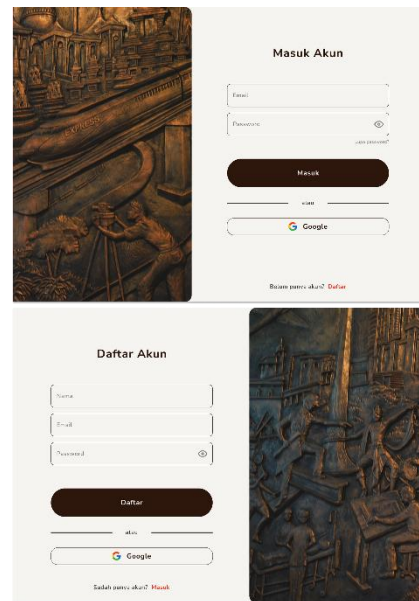 EXPRESS
Masuk Akun
Email
Password
Lupa password?
Masuk
atau
Google
Belum punya akun? Daftar
Daftar Akun
Name
Email
Password
Daftar
atau
Google
Sudah punya akun? Masuk